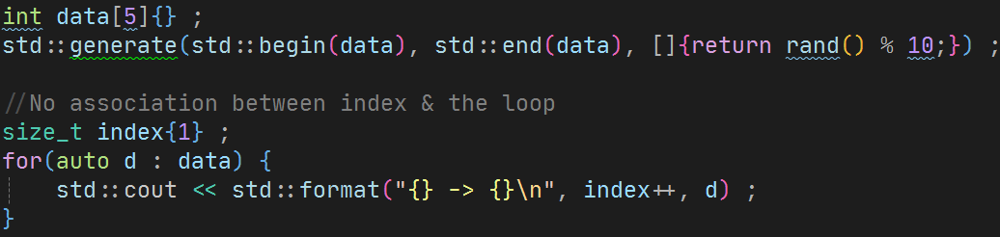 int data[5]{} ;
std::generate(std::begin(data), std::end(data), []{return rand() % 10;}) ;
//No association between index & the loop
size_t index{1} ;
for(auto d : data) {
std::cout << std::format("{} -> {}\n", index++, d) ;
}